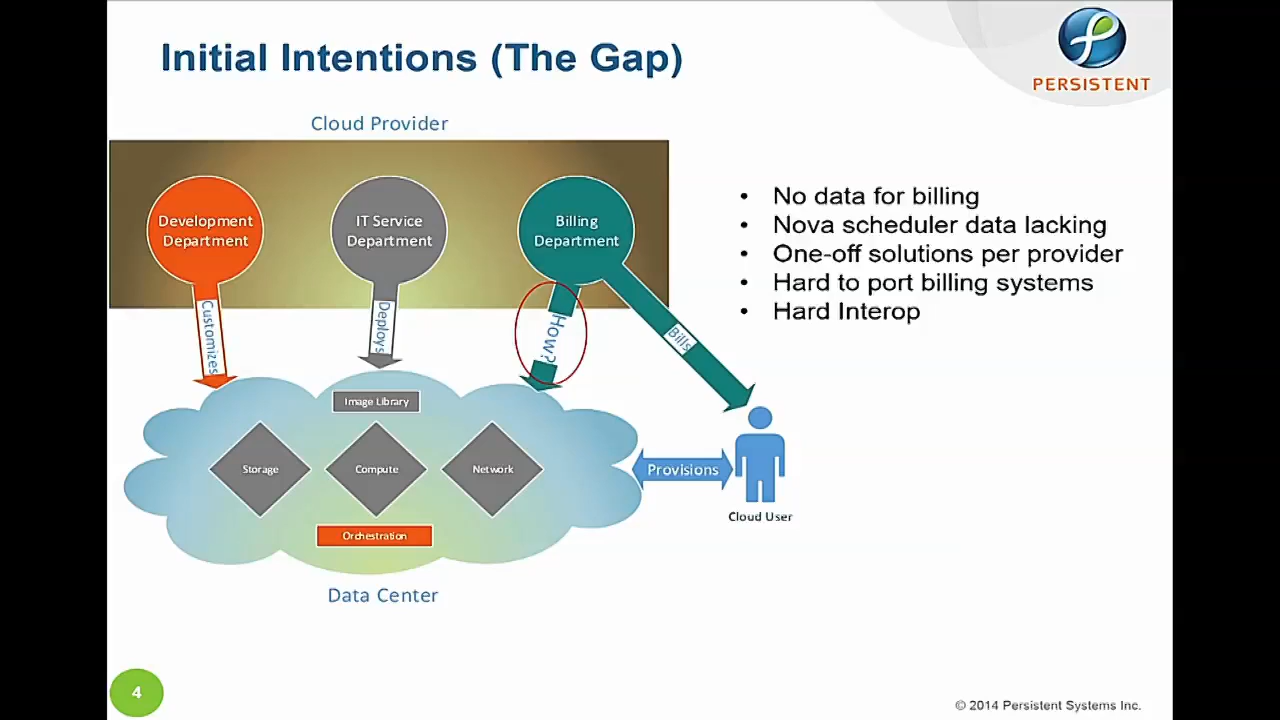 Initial Intentions (The Gap)
PERSISTENT
Cloud Provider
Development
Department
IT Service
Department
Billing
Department
Customizes
Deploys
How?
Bills
• No data for billing
• Nova scheduler data lacking
• One-off solutions per provider
• Hard to port billing systems
• Hard Interop
Image Library
Storage
Compute
Network
Provisions
Orchestration
Cloud User
Data Center
4
© 2014 Persistent Systems Inc.